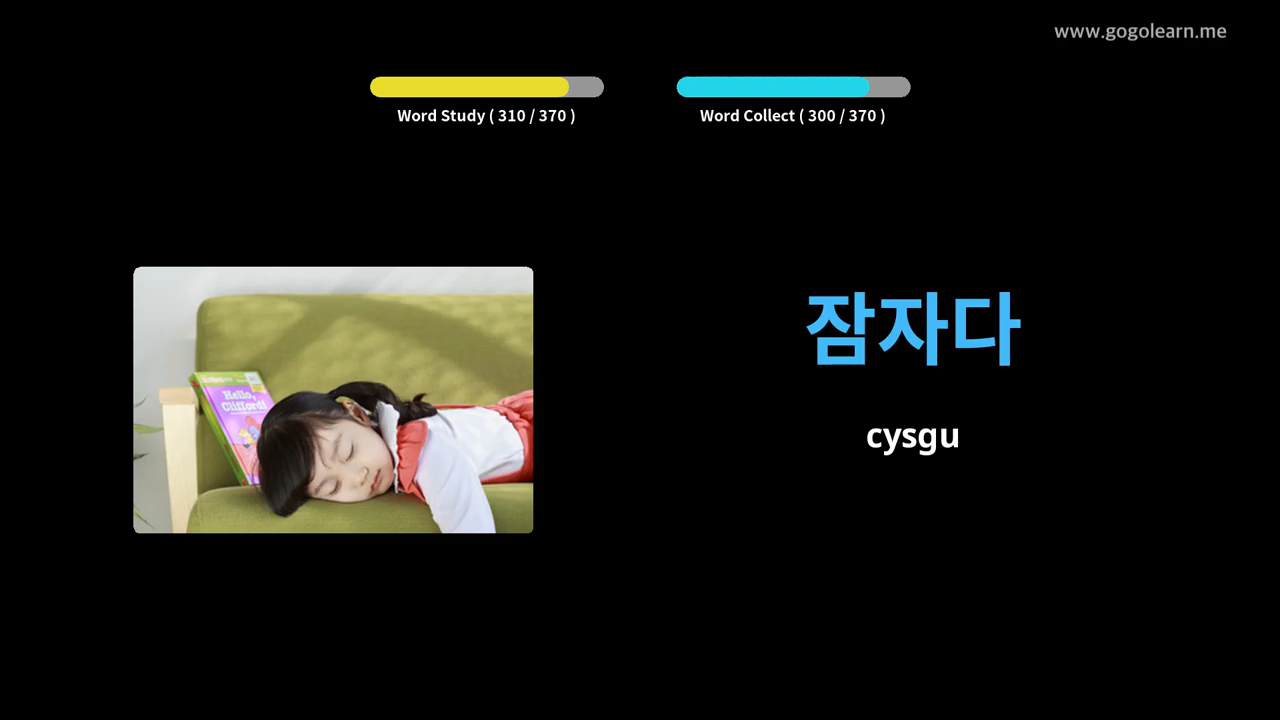 www.gogolearn.me
Word Study ( 310 / 370 )
Word Collect ( 300 / 370 )
Hello,
Clifford!
잠자다
cysgu